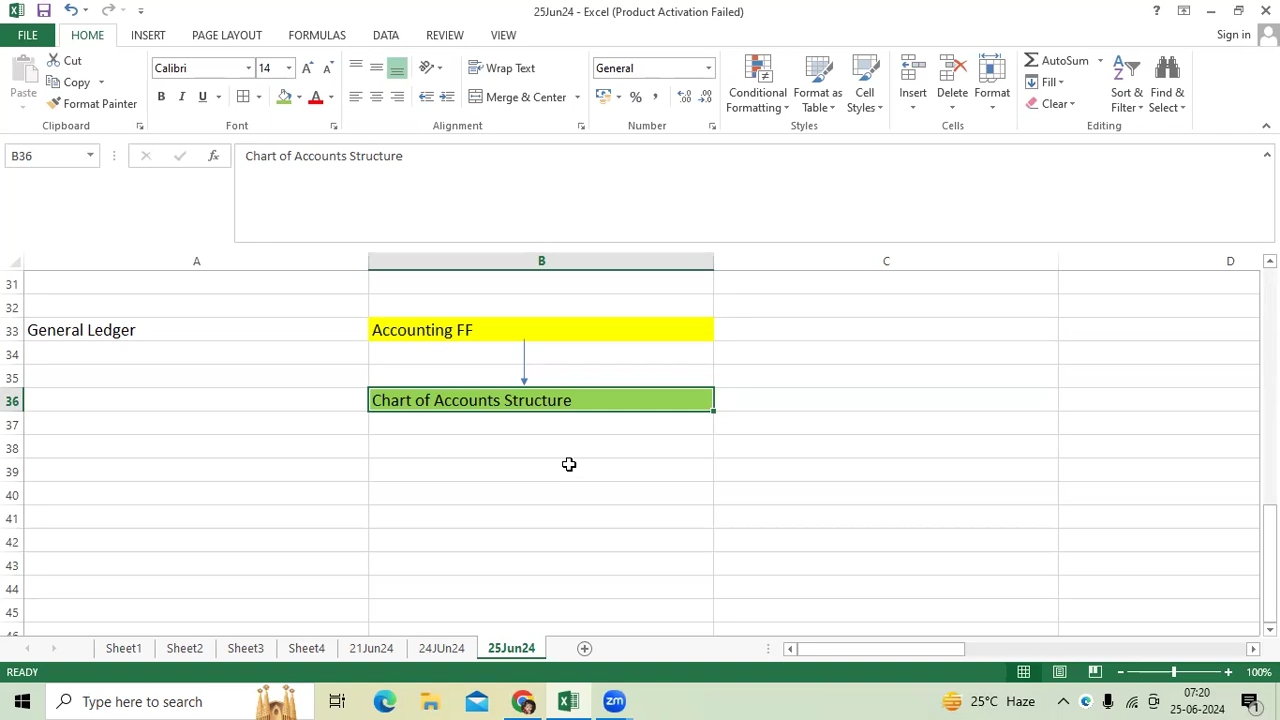 25Jun24 - Excel (Product Activation Failed)
FILE HOME INSERT PAGE LAYOUT FORMULAS DATA REVIEW VIEW Sign in
Paste Cut Copy Format Painter Clipboard
Calibri 14 B I U A Font
Wrap Text Merge & Center Alignment
General % , Number
Conditional Formatting Format as Table Cell Styles Styles
Insert Delete Format Cells
AutoSum Fill Clear Sort & Filter Find & Select Editing
B36 fx Chart of Accounts Structure
A B C D
31
32
33 General Ledger Accounting FF
34
35
36 Chart of Accounts Structure
37
38
39
40
41
42
43
44
45
46
Sheet1 Sheet2 Sheet3 Sheet4 21Jun24 24JUn24 25Jun24
READY 100%
Type here to search zm 25°C Haze 07:20
25-06-2024